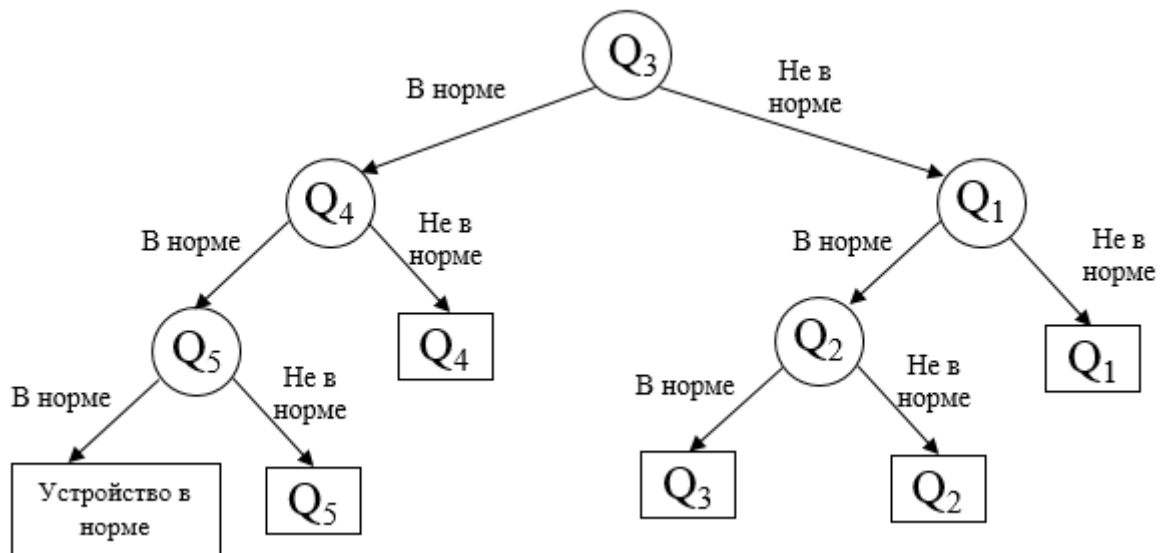 Q₃
В норме
Не в
норме
Q₄
Q₁
В норме
Не в
норме
В норме
Не в
норме
Q₅
Q₄
Q₂
Q₁
В норме
Не в
норме
В норме
Не в
норме
Устройство в
норме
Q₅
Q₃
Q₂